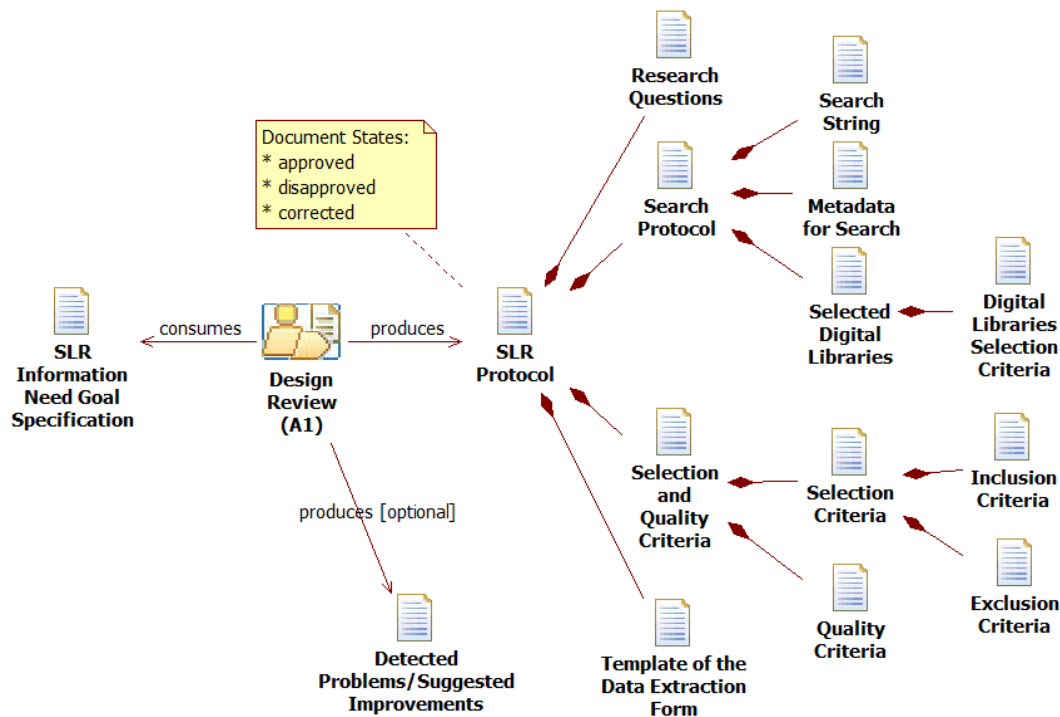 Research
Questions
Search
String
Document States:
* approved
* disapproved
* corrected
Search
Protocol
Metadata
for Search
Selected
Digital
Libraries
Digital
Libraries
Selection
Criteria
consumes
produces
SLR
Information
Need Goal
Specification
Design
Review
(A1)
SLR
Protocol
Selection
and
Quality
Criteria
Selection
Criteria
Inclusion
Criteria
produces [optional]
Exclusion
Criteria
Quality
Criteria
Detected
Problems/Suggested
Improvements
Template of the
Data Extraction
Form